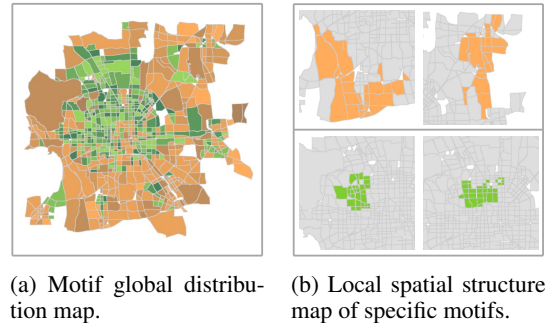 (a) Motif global distribu-
tion map.
(b) Local spatial structure
map of specific motifs.